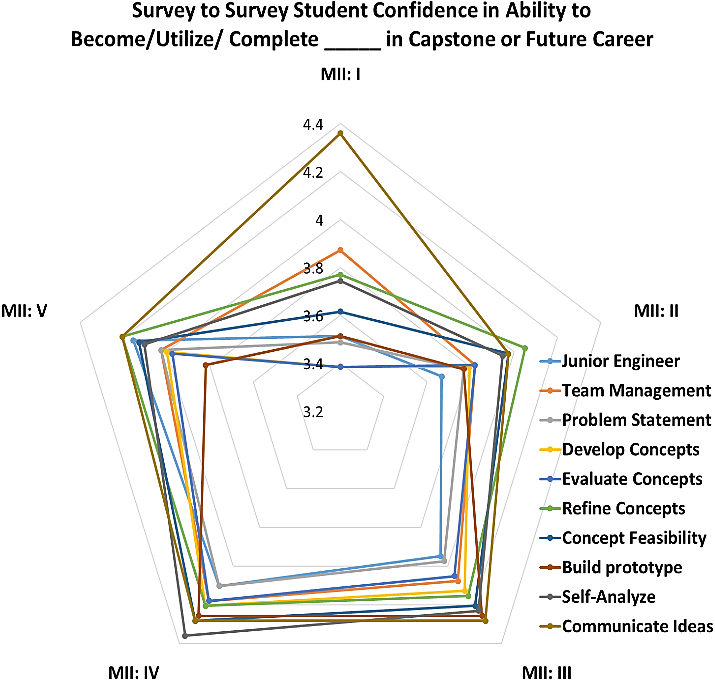 Survey to Survey Student Confidence in Ability to
Become/Utilize/ Complete _____ in Capstone or Future Career
MII: I
4.4
4.2
4
3.8
3.6
3.4
3.2
MII: V
MII: II
Junior Engineer
Team Management
Problem Statement
Develop Concepts
Evaluate Concepts
Refine Concepts
Concept Feasibility
Build prototype
Self-Analyze
Communicate Ideas
MII: IV
MII: III